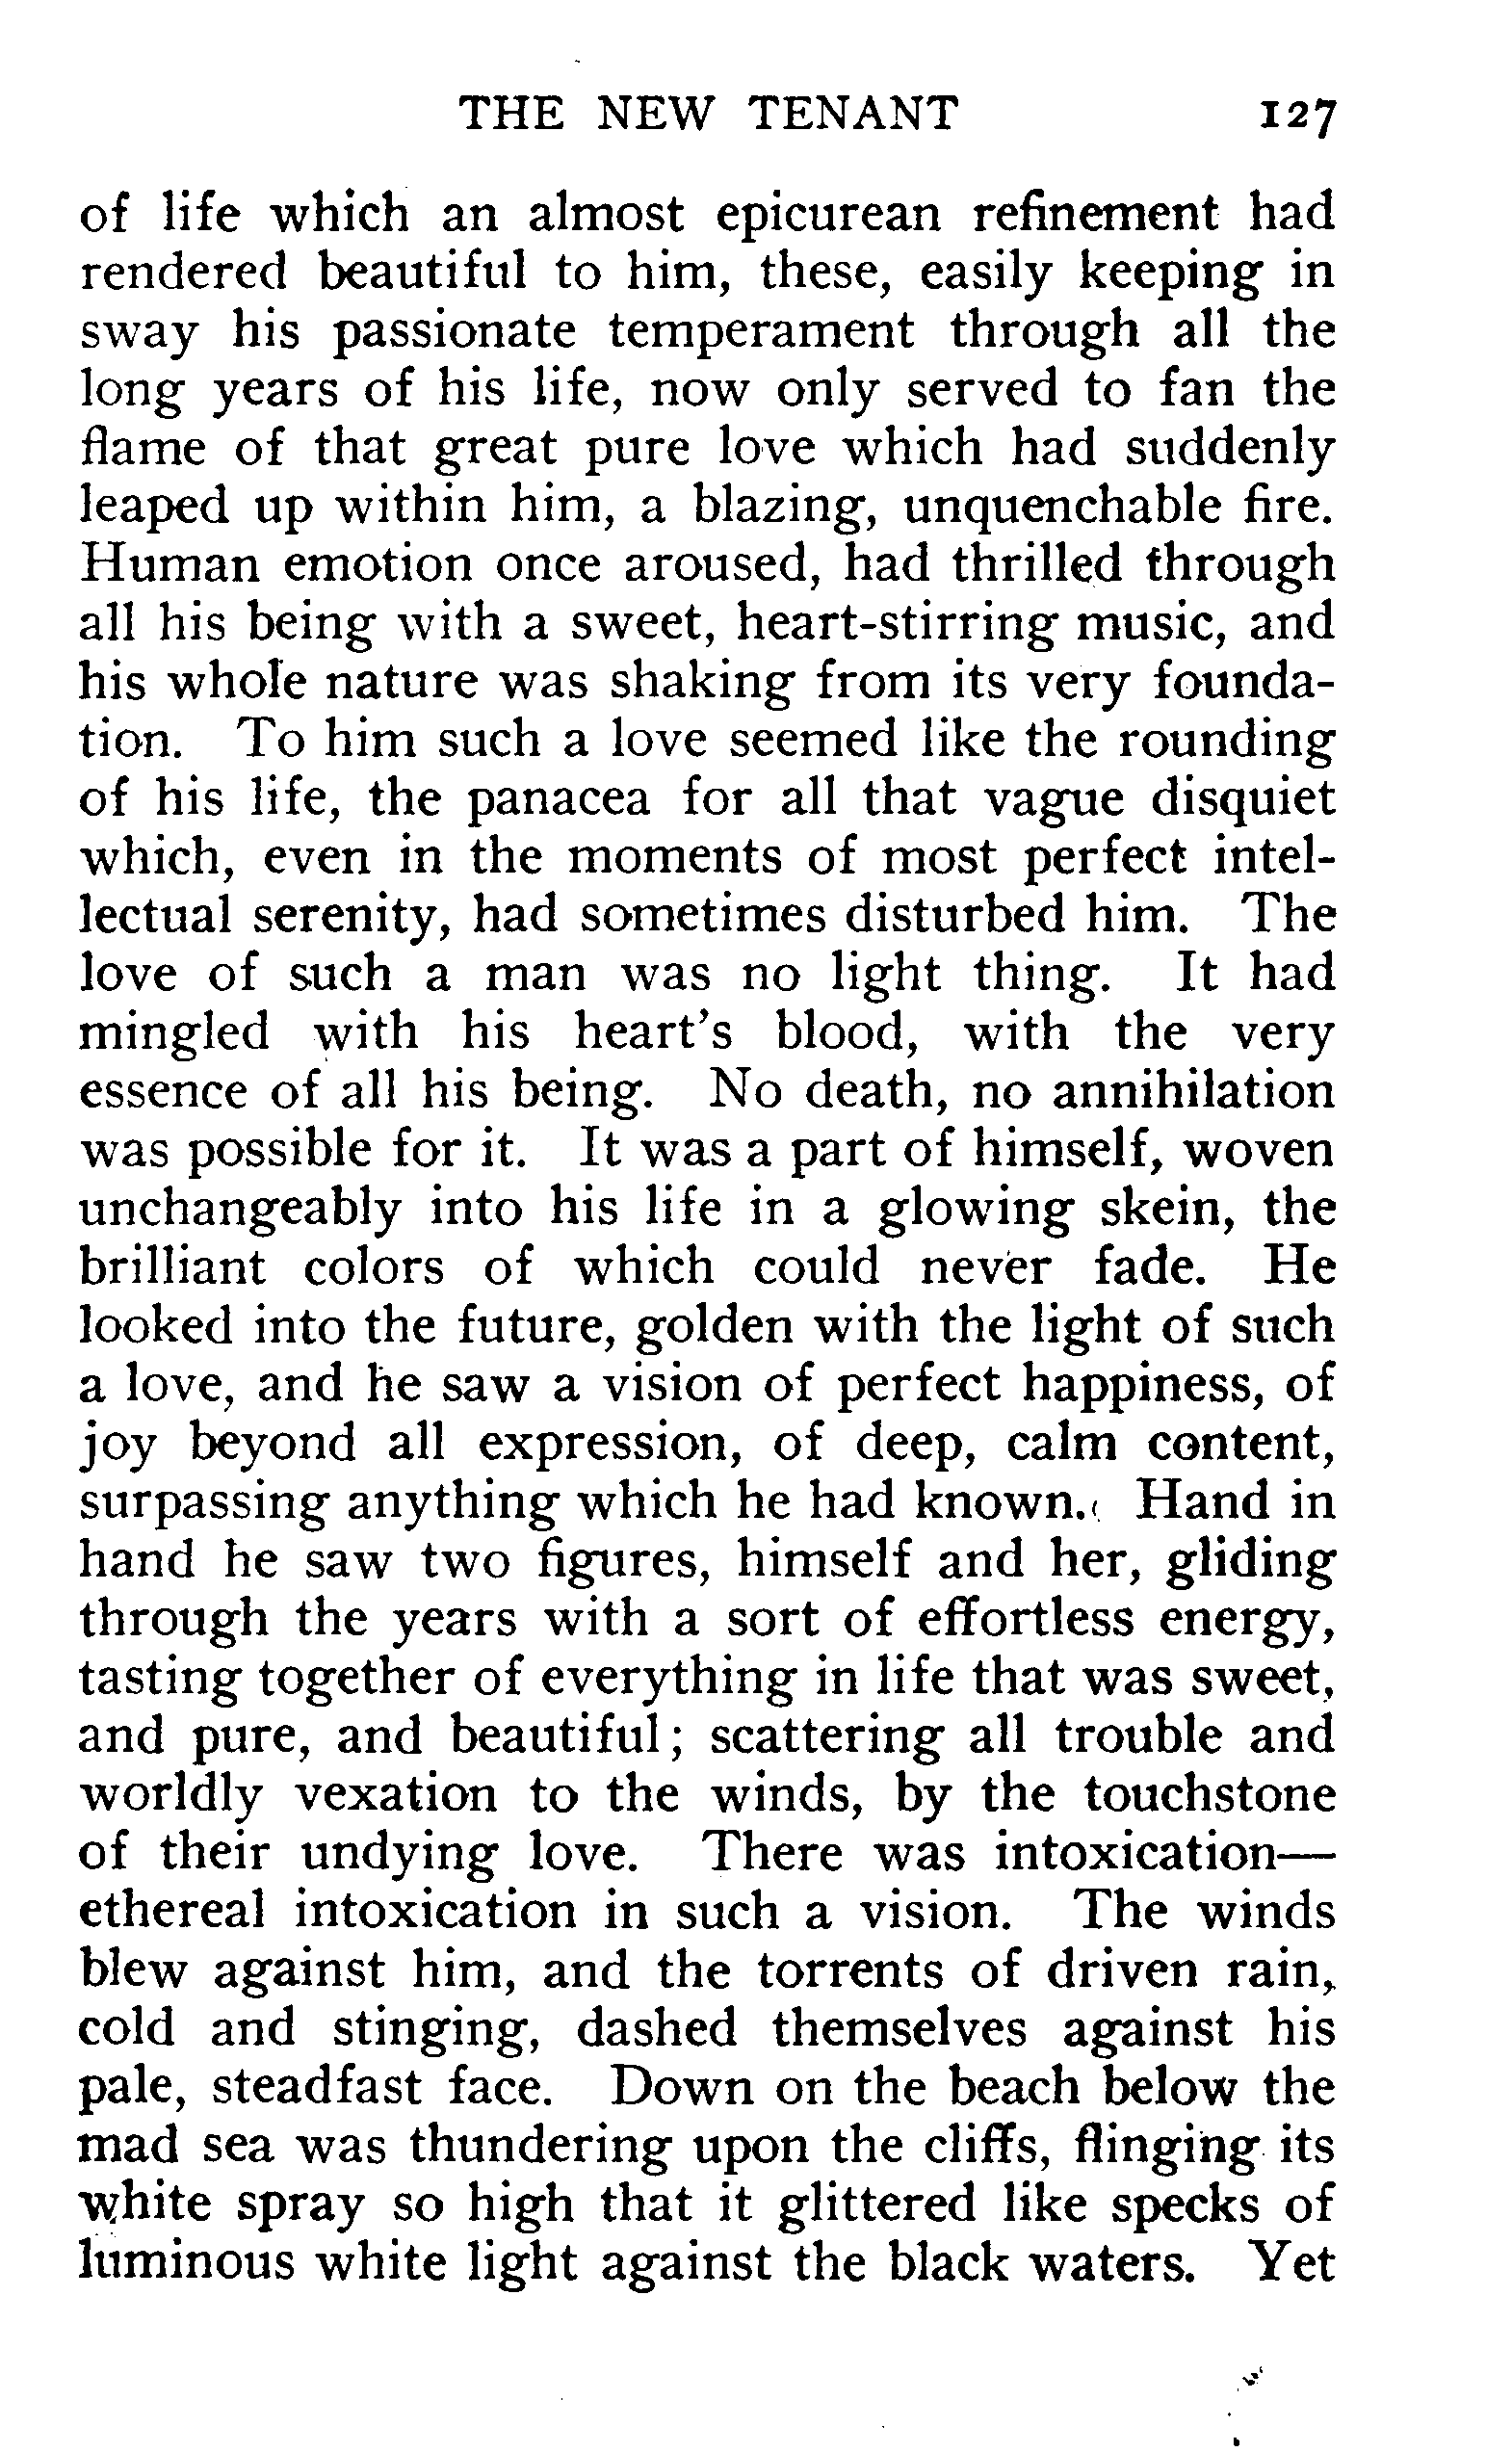 THE NEW TENANT 127
of life which an almost epicurean refinement had
rendered beautiful to him, these, easily keeping in
sway his passionate temperament through all the
long years of his life, now only served to fan the
flame of that great pure love which had suddenly
leaped up within him, a blazing, unquenchable fire.
Human emotion once aroused, had thrilled through
all his being with a sweet, heart-stirring music, and
his whole nature was shaking from its very founda-
tion. To him such a love seemed like the rounding
of his life, the panacea for all that vague disquiet
which, even in the moments of most perfect intel-
lectual serenity, had sometimes disturbed him. The
love of such a man was no light thing. It had
mingled with his heart's blood, with the very
essence of all his being. No death, no annihilation
was possible for it. It was a part of himself, woven
unchangeably into his life in a glowing skein, the
brilliant colors of which could never fade. He
looked into the future, golden with the light of such
a love, and he saw a vision of perfect happiness, of
joy beyond all expression, of deep, calm content,
surpassing anything which he had known. Hand in
hand he saw two figures, himself and her, gliding
through the years with a sort of effortless energy,
tasting together of everything in life that was sweet,
and pure, and beautiful; scattering all trouble and
worldly vexation to the winds, by the touchstone
of their undying love. There was intoxication—
ethereal intoxication in such a vision. The winds
blew against him, and the torrents of driven rain,
cold and stinging, dashed themselves against his
pale, steadfast face. Down on the beach below the
mad sea was thundering upon the cliffs, flinging its
white spray so high that it glittered like specks of
luminous white light against the black waters. Yet